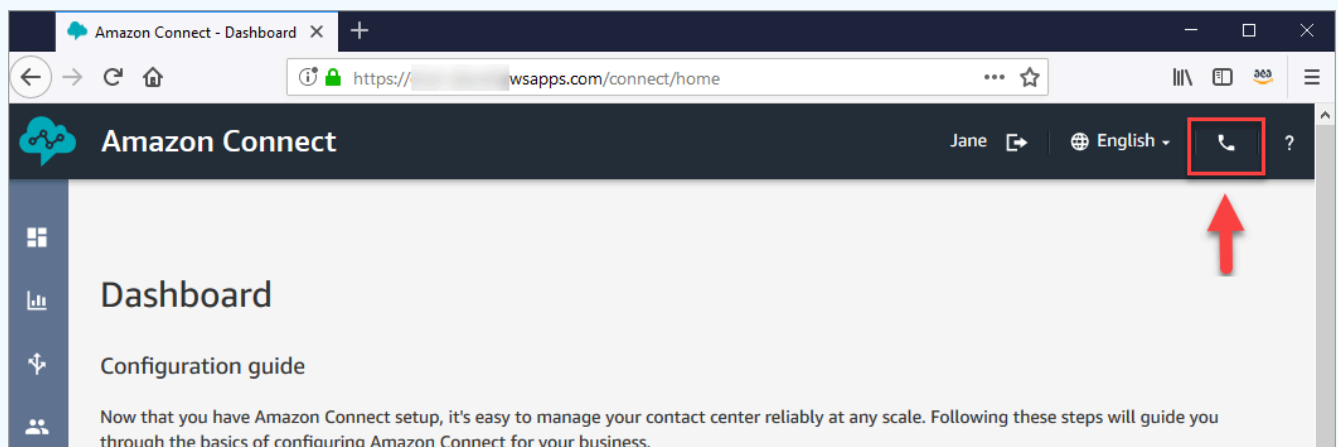 Amazon Connect - Dashboard
https:// wsapps.com/connect/home
Amazon Connect
Jane
English
?
Dashboard
Configuration guide
Now that you have Amazon Connect setup, it's easy to manage your contact center reliably at any scale. Following these steps will guide you
through the basics of configuring Amazon Connect for your business.